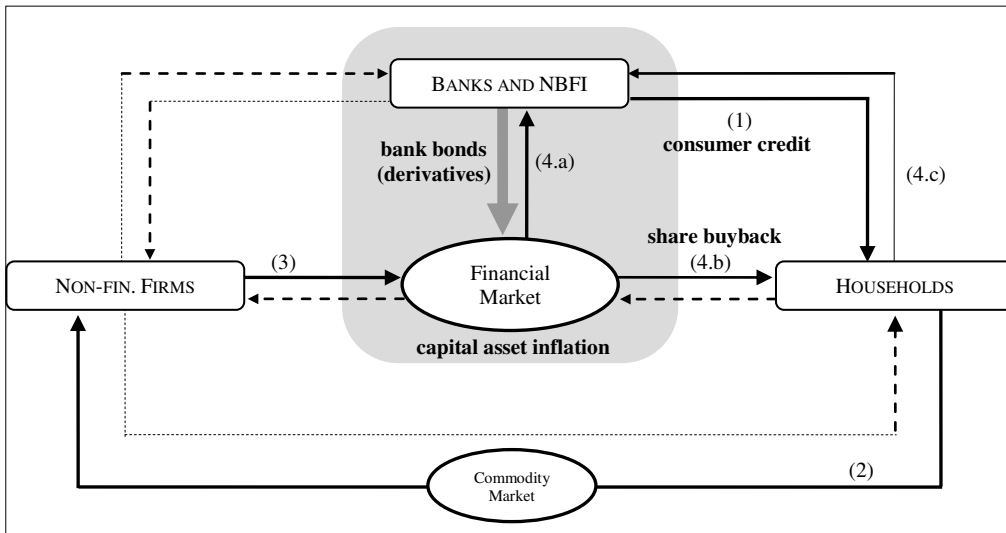 BANKS AND NBFI
(1)
consumer credit
bank bonds
(derivatives)
(4.a)
(4.c)
share buyback
(4.b)
(3)
NON-FIN. FIRMS
Financial
Market
HOUSEHOLDS
capital asset inflation
Commodity
Market
(2)